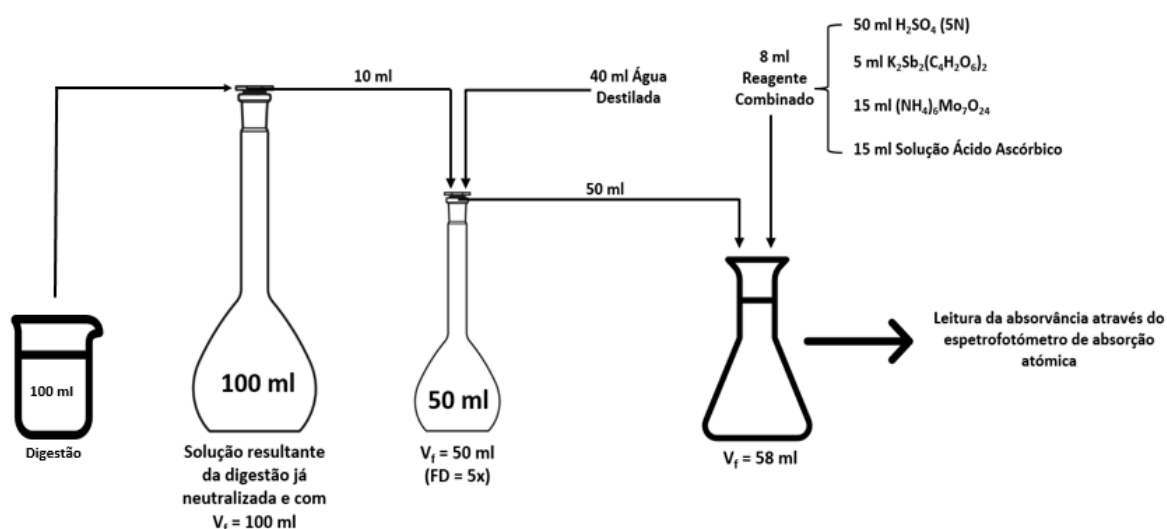 50 ml H₂SO₄ (5N)
5 ml K₂Sb₂(C₄H₂O₆)₂
15 ml (NH₄)₆Mo₇O₂₄
15 ml Solução Ácido Ascórbico
8 ml
Reagente
Combinado
40 ml Água
Destilada
10 ml
50 ml
100 ml
Digestão
100 ml
Solução resultante
da digestão já
neutralizada e com
V_f = 100 ml
50 ml
V_f = 50 ml
(FD = 5x)
V_f = 58 ml
Leitura da absorvância através do
espetrofotómetro de absorção
atómica